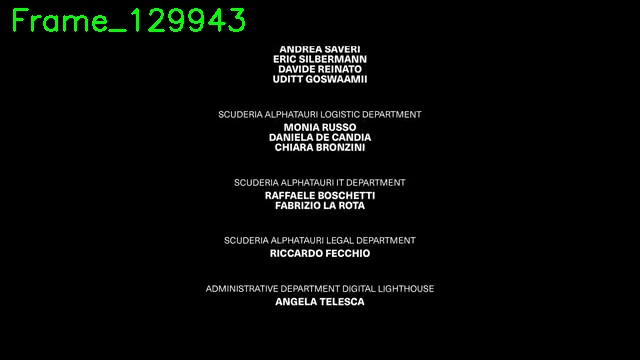 Frame_129943
ANDREA SAVERI
ERIC SILBERMANN
DAVIDE REINATO
UDITT GOSWAAMII
SCUDERIA ALPHATAURI LOGISTIC DEPARTMENT
MONIA RUSSO
DANIELA DE CANDIA
CHIARA BRONZINI
SCUDERIA ALPHATAURI IT DEPARTMENT
RAFFAELE BOSCHETTI
FABRIZIO LA ROTA
SCUDERIA ALPHATAURI LEGAL DEPARTMENT
RICCARDO FECCHIO
ADMINISTRATIVE DEPARTMENT DIGITAL LIGHTHOUSE
ANGELA TELESCA